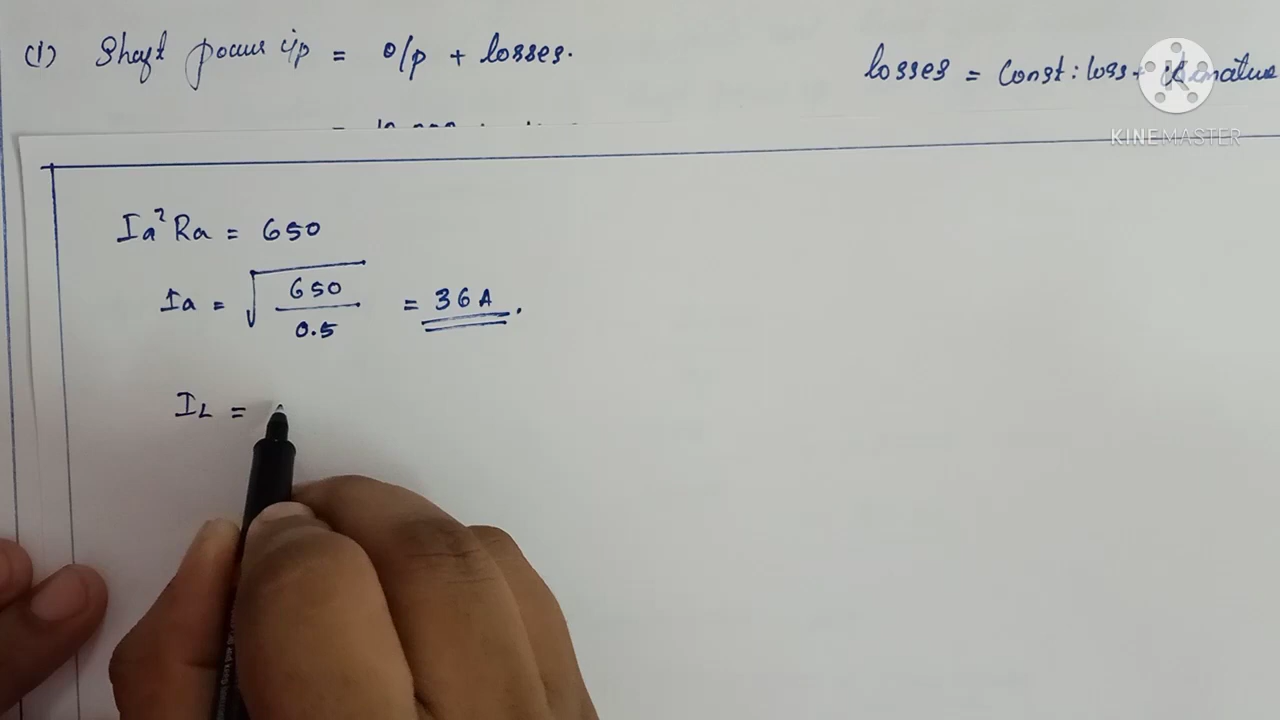 (1) Shaft power i/p = o/p + losses.
losses = Const: loss +
KINEMASTER
Ia²Ra = 650
Ia = √650/0.5 = 36A.
IL =